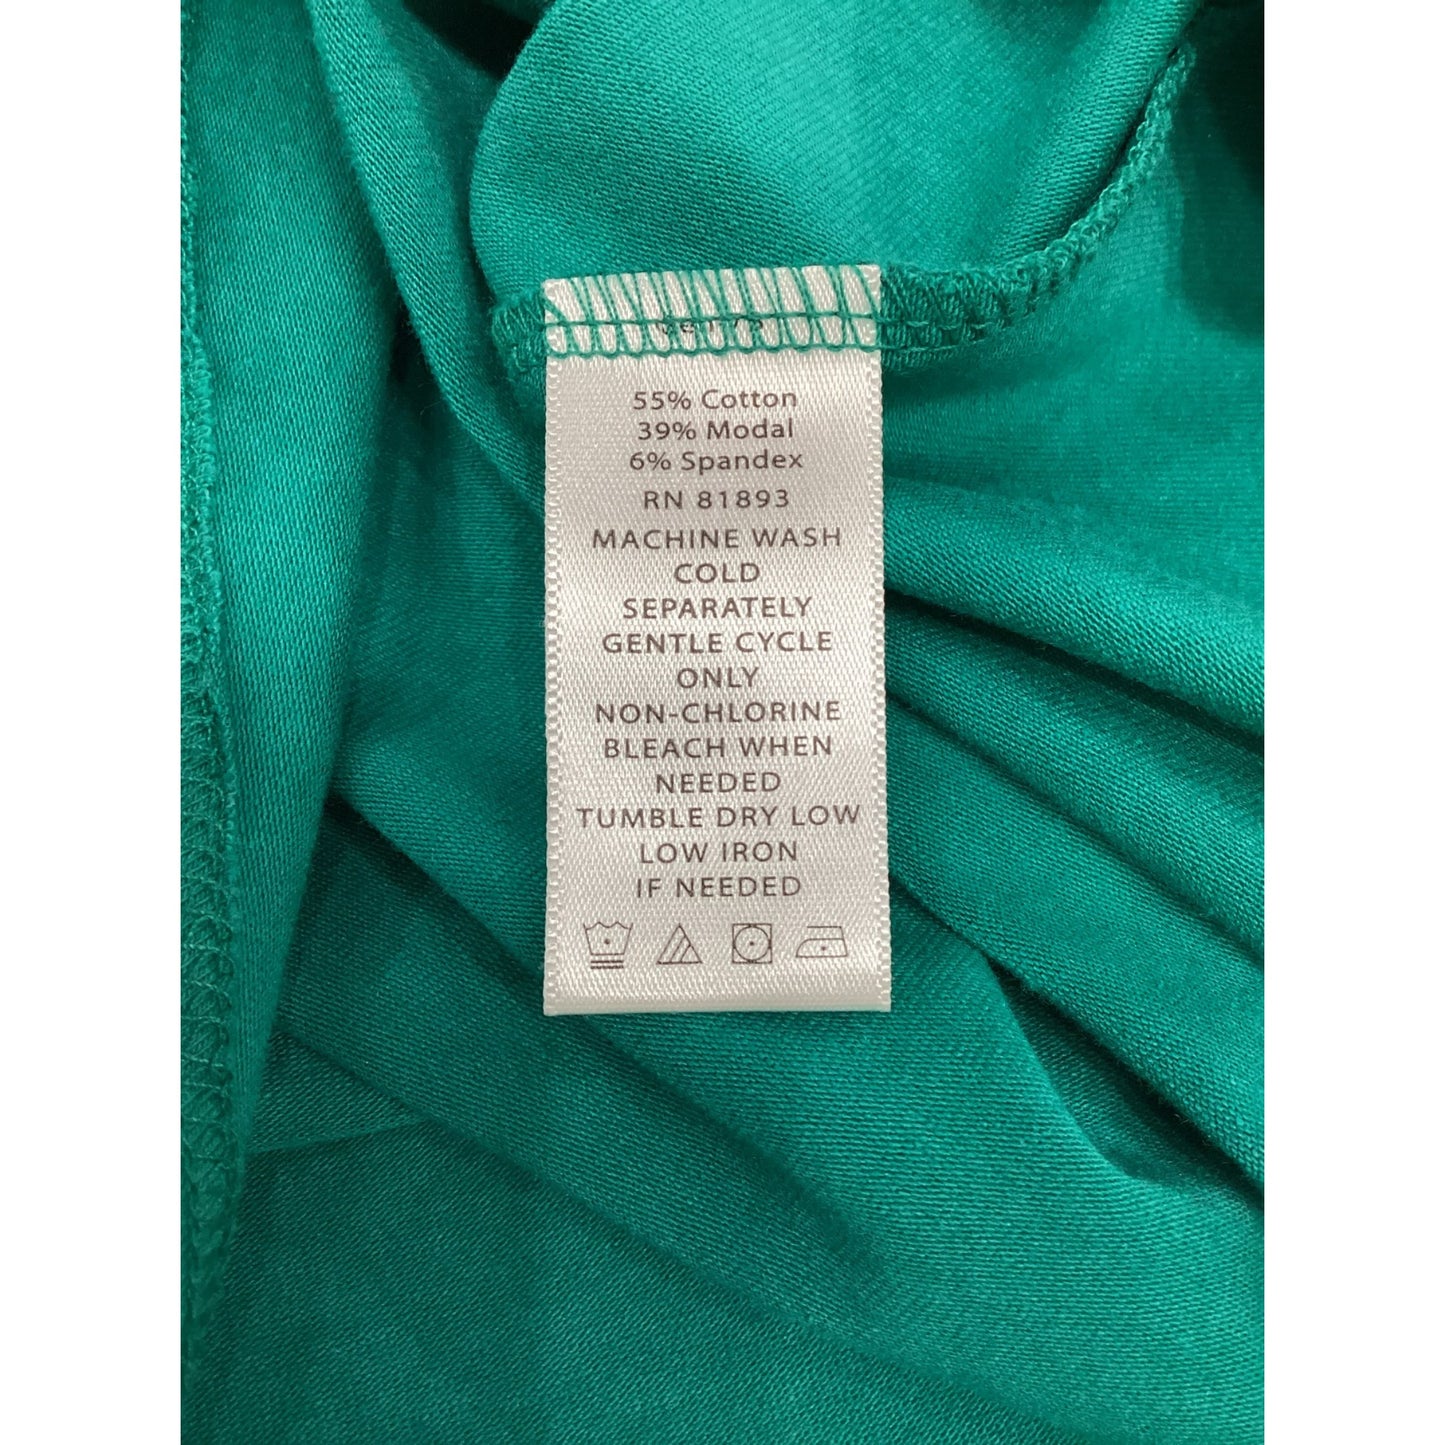 55% Cotton
39% Modal
6% Spandex
RN 81893
MACHINE WASH
COLD
SEPARATELY
GENTLE CYCLE
ONLY
NON-CHLORINE
BLEACH WHEN
NEEDED
TUMBLE DRY LOW
LOW IRON
IF NEEDED